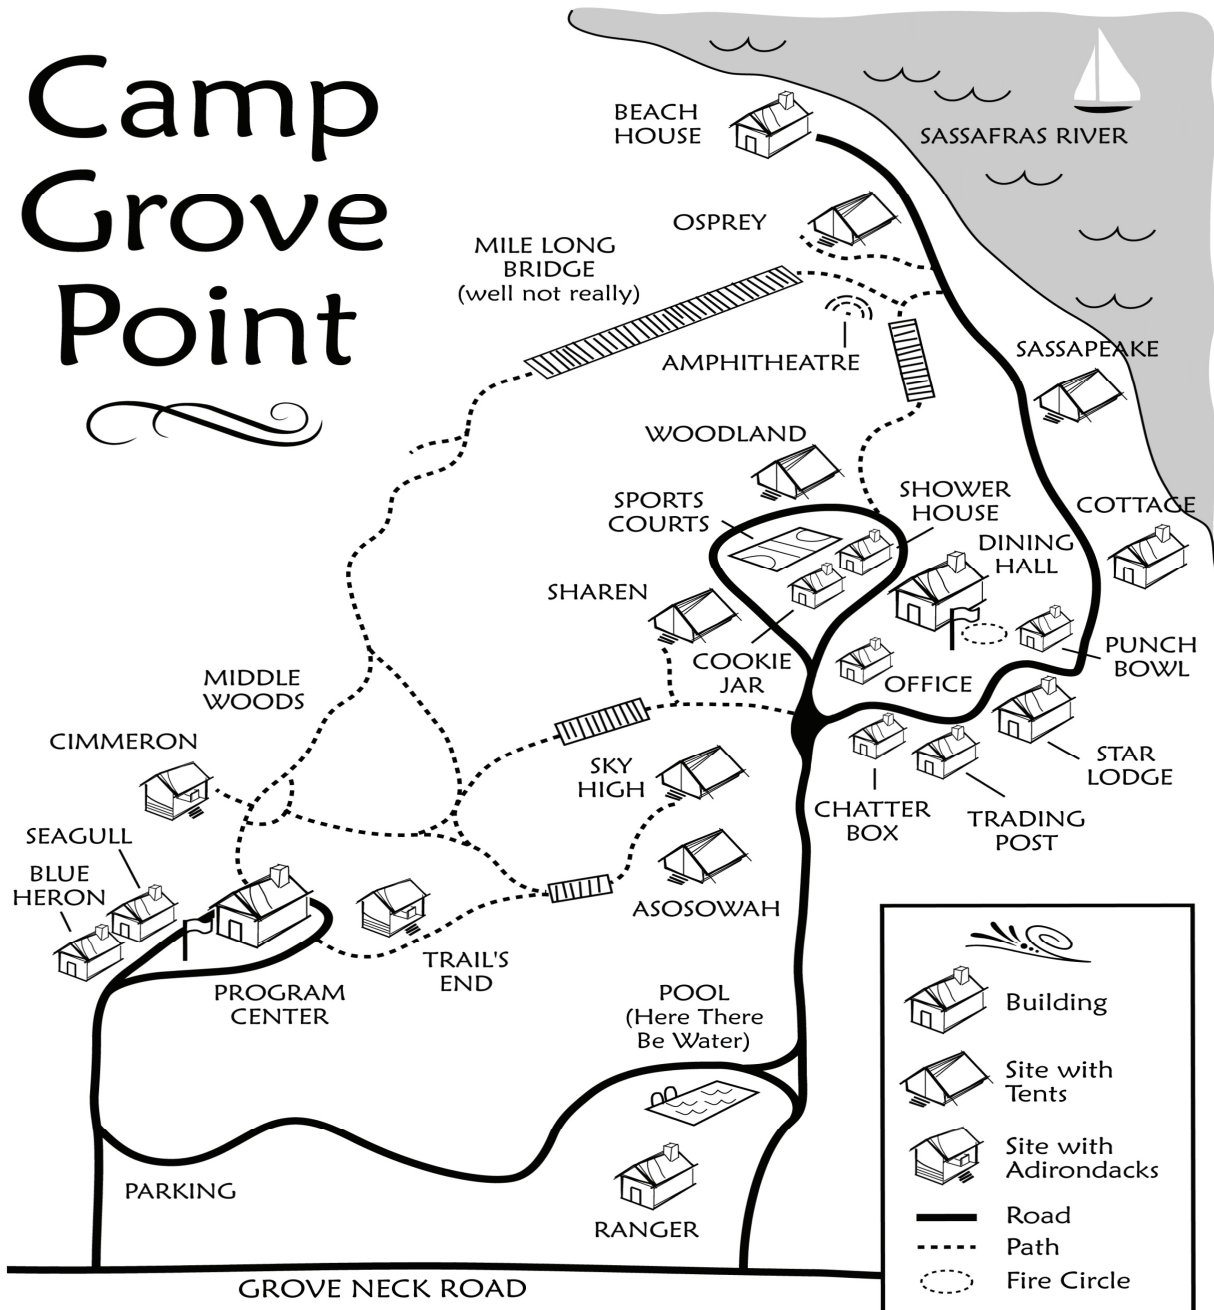 Camp
Grove
Point
BEACH
HOUSE
SASSAFRAS RIVER
OSPREY
MILE LONG
BRIDGE
(well not really)
AMPHITHEATRE
SASSAPEAKE
WOODLAND
SPORTS
COURTS
SHOWER
HOUSE
COTTAGE
DINING
HALL
SHAREN
COOKIE
JAR
OFFICE
PUNCH
BOWL
MIDDLE
WOODS
CIMMERON
SKY
HIGH
STAR
LODGE
CHATTER
BOX
TRADING
POST
SEAGULL
BLUE
HERON
ASOSOWAH
TRAIL'S
END
PROGRAM
CENTER
POOL
(Here There
Be Water)
PARKING
RANGER
GROVE NECK ROAD
Building
Site with
Tents
Site with
Adirondacks
Road
Path
Fire Circle